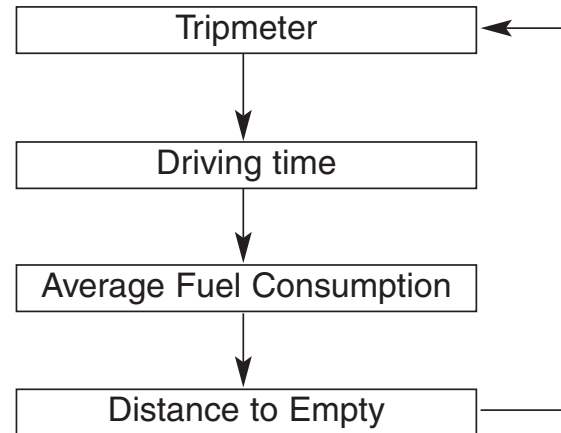 Tripmeter
Driving time
Average Fuel Consumption
Distance to Empty